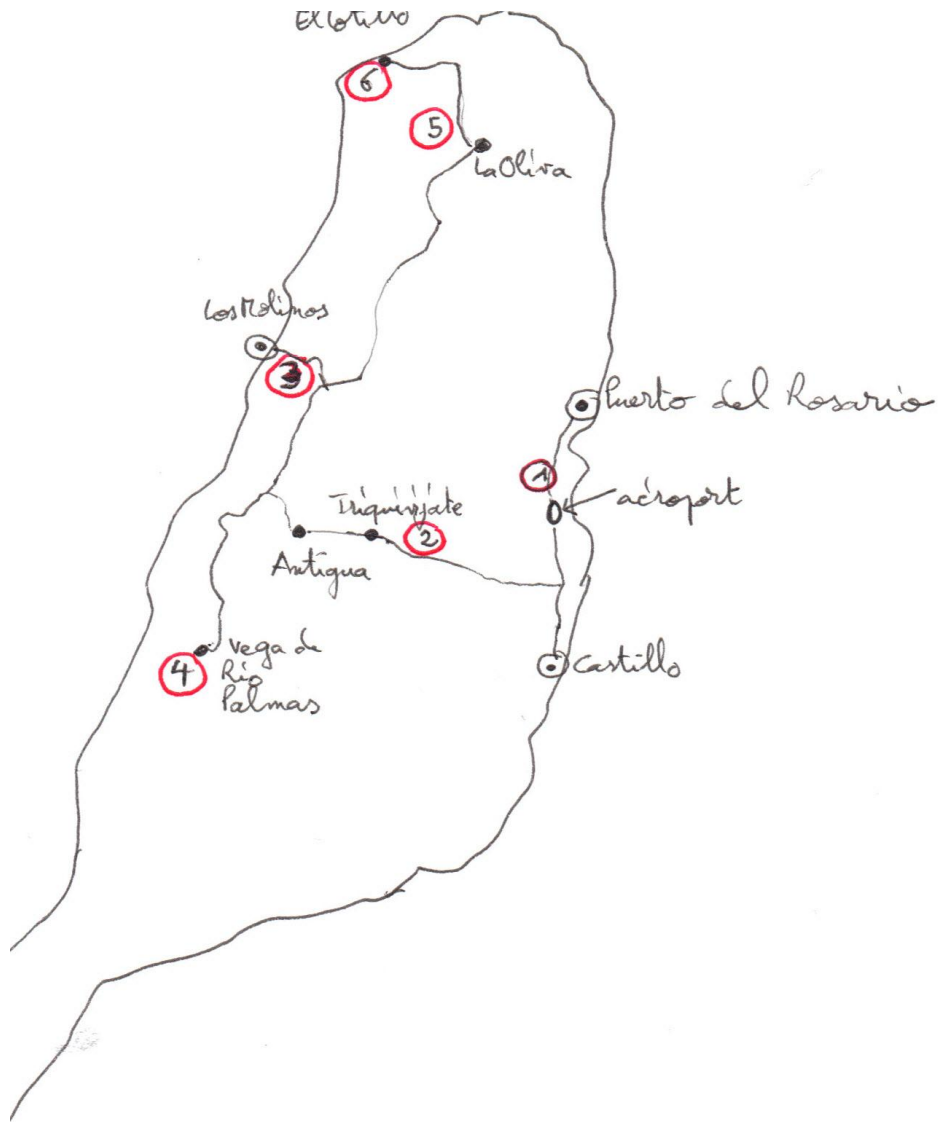 El Cotillo
6
5
La Oliva
Los Molinos
3
Puerto del Rosario
1
aéroport
Triquivijate
2
Antigua
Vega de
Río
Palmas
4
Castillo